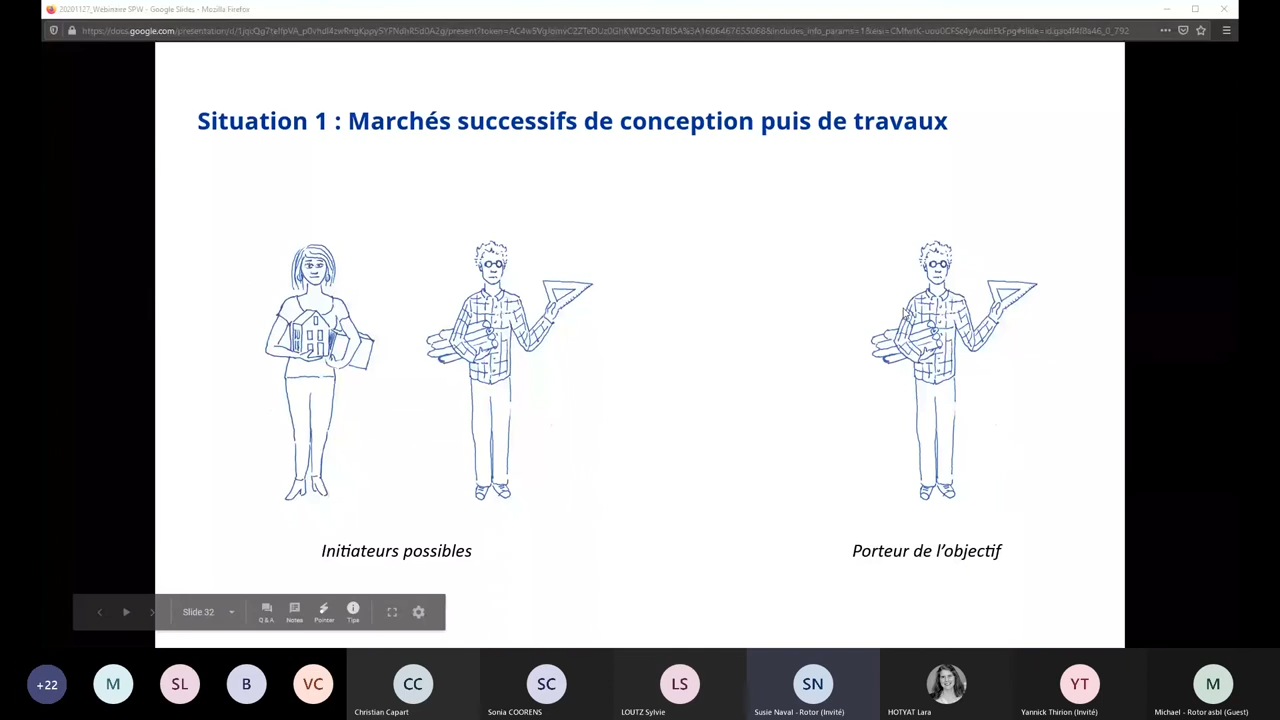 20201127_Webinaire SPW - Google Slides - Mozilla Firefox
Situation 1 : Marchés successifs de conception puis de travaux
Initiateurs possibles
Porteur de l'objectif
Slide 32
Q & A
Notes
Pointer
Tips
+22
M
SL
B
VC
CC
SC
LS
SN
YT
M
Christian Capart
Sonia COORENS
LOUTZ Sylvie
Susie Naval - Rotor (Invité)
HOTYAT Lara
Yannick Thirion (Invité)
Michael - Rotor asbl (Guest)